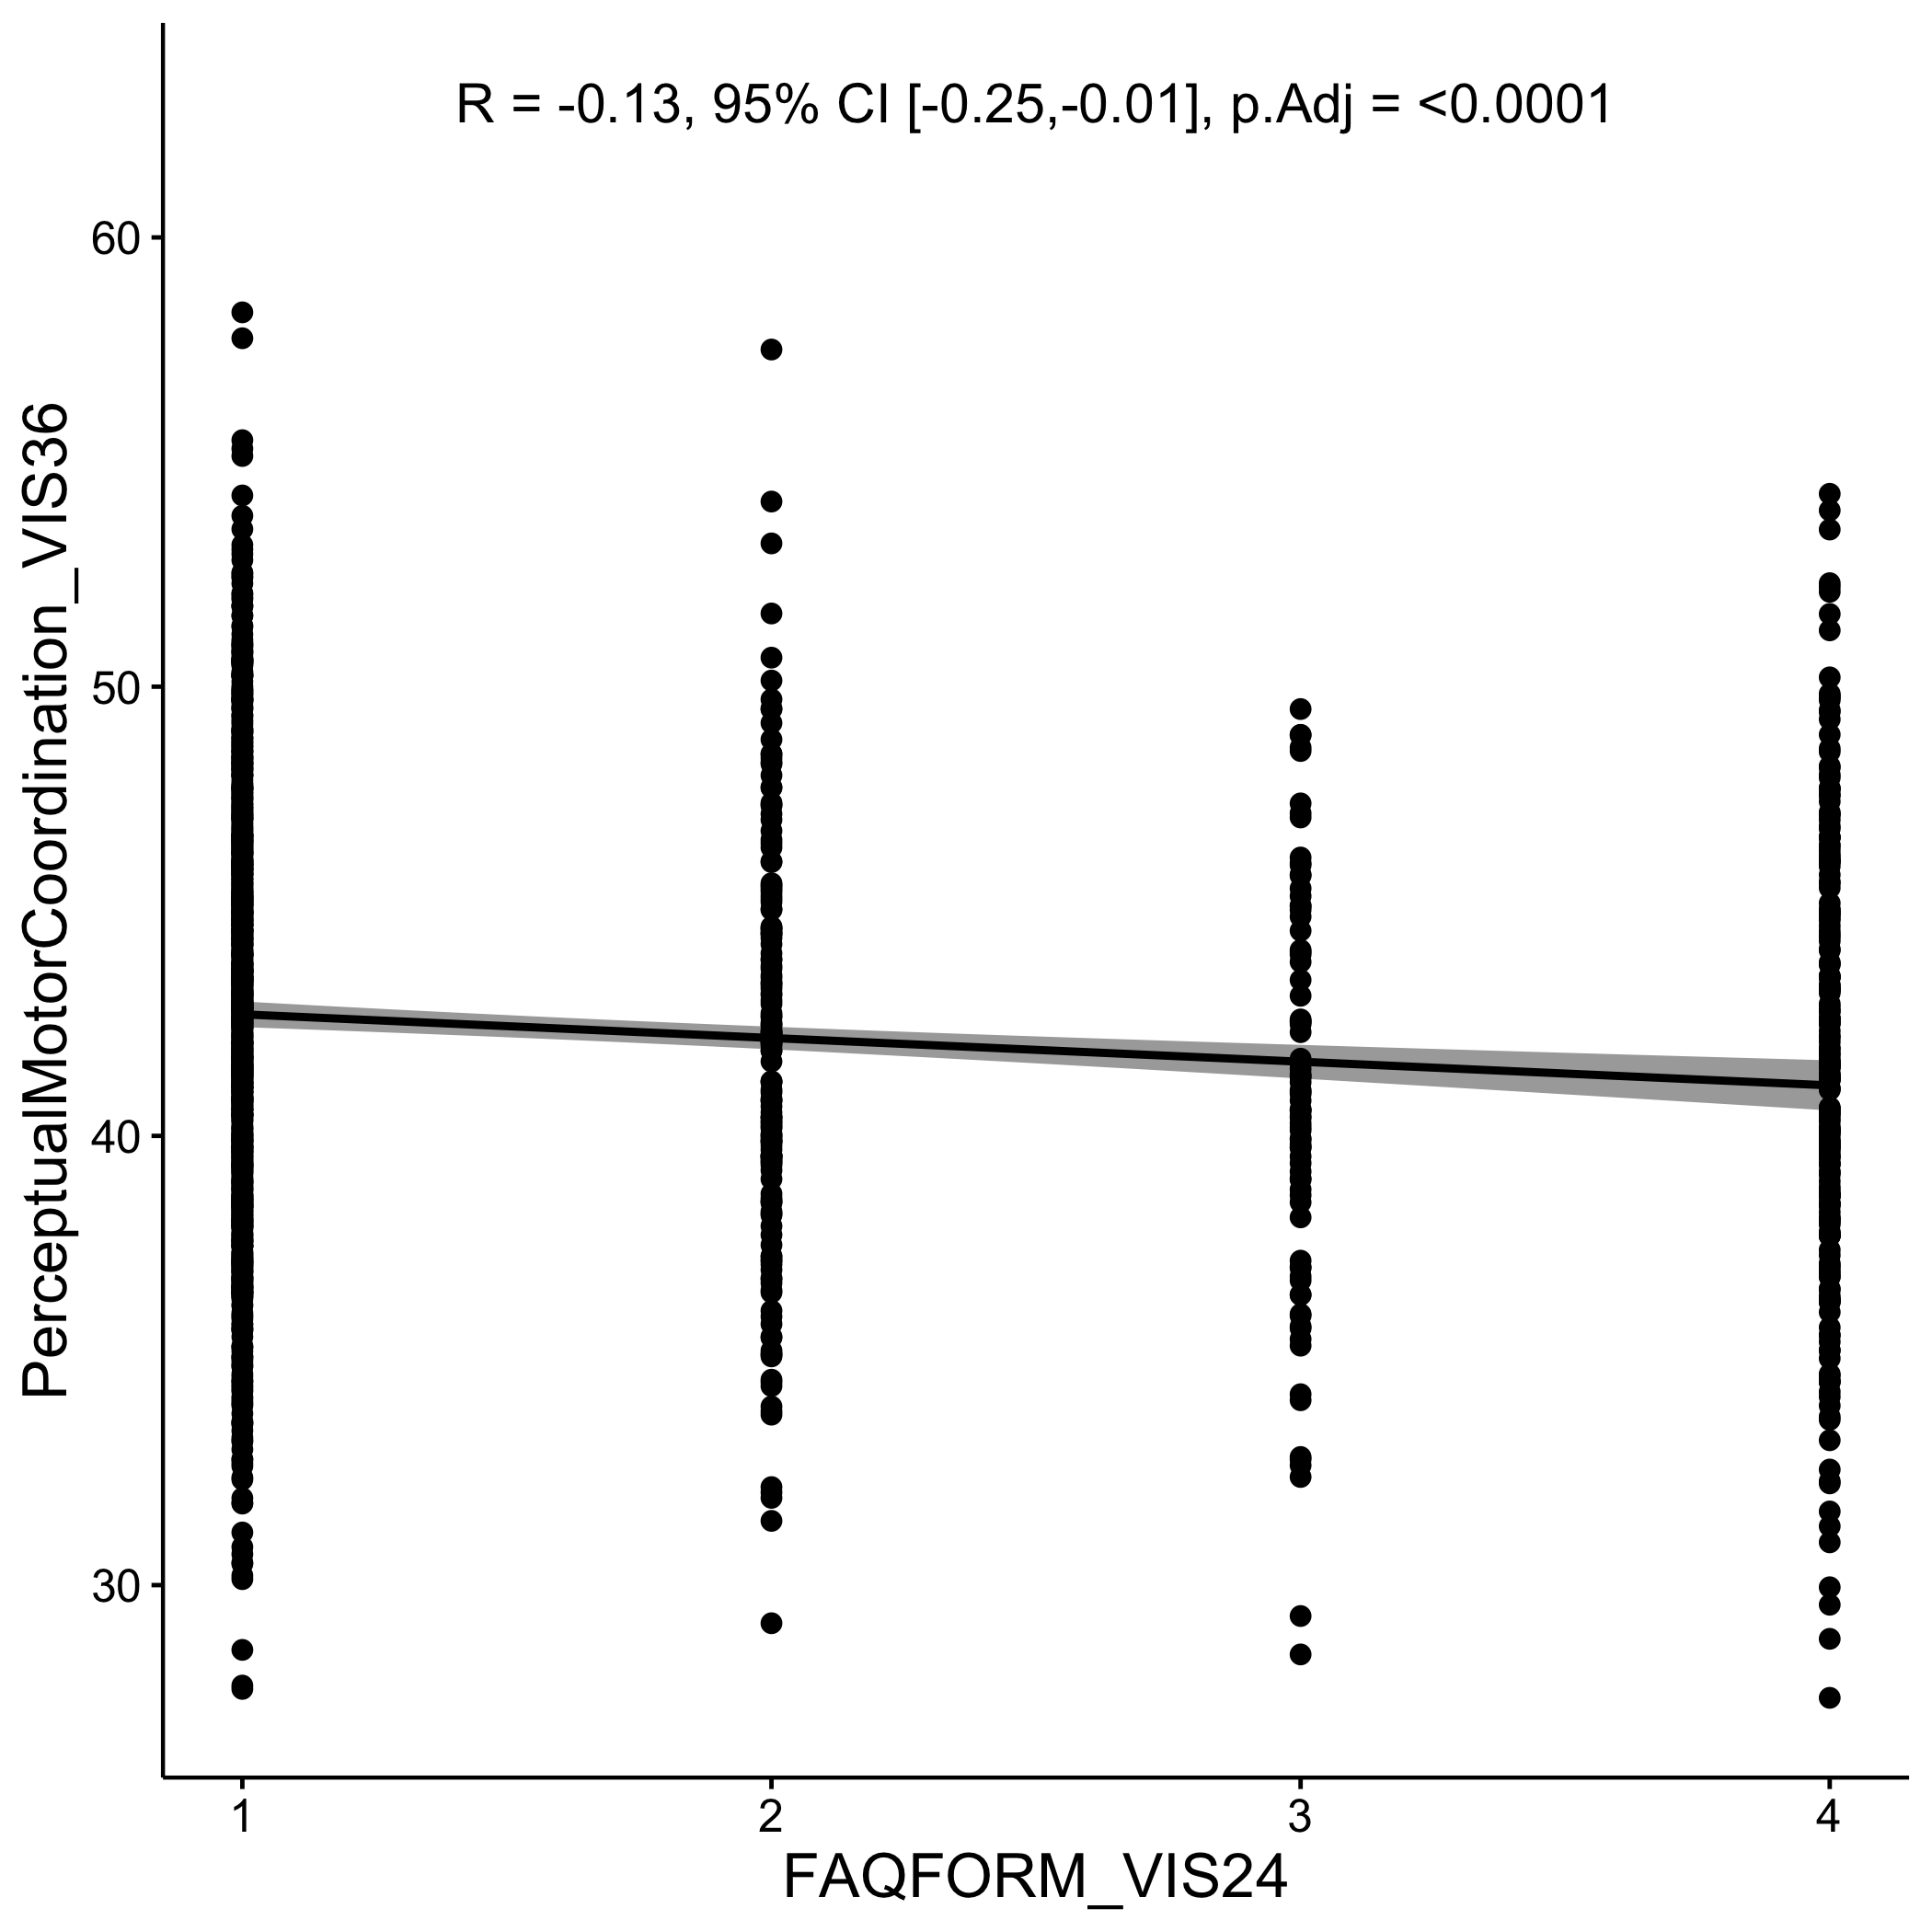 R = -0.13, 95% CI [-0.25,-0.01], p.Adj = <0.0001
PerceptualMotorCoordination_VIS36
60
50
40
30
1 2 3 4
FAQFORM_VIS24